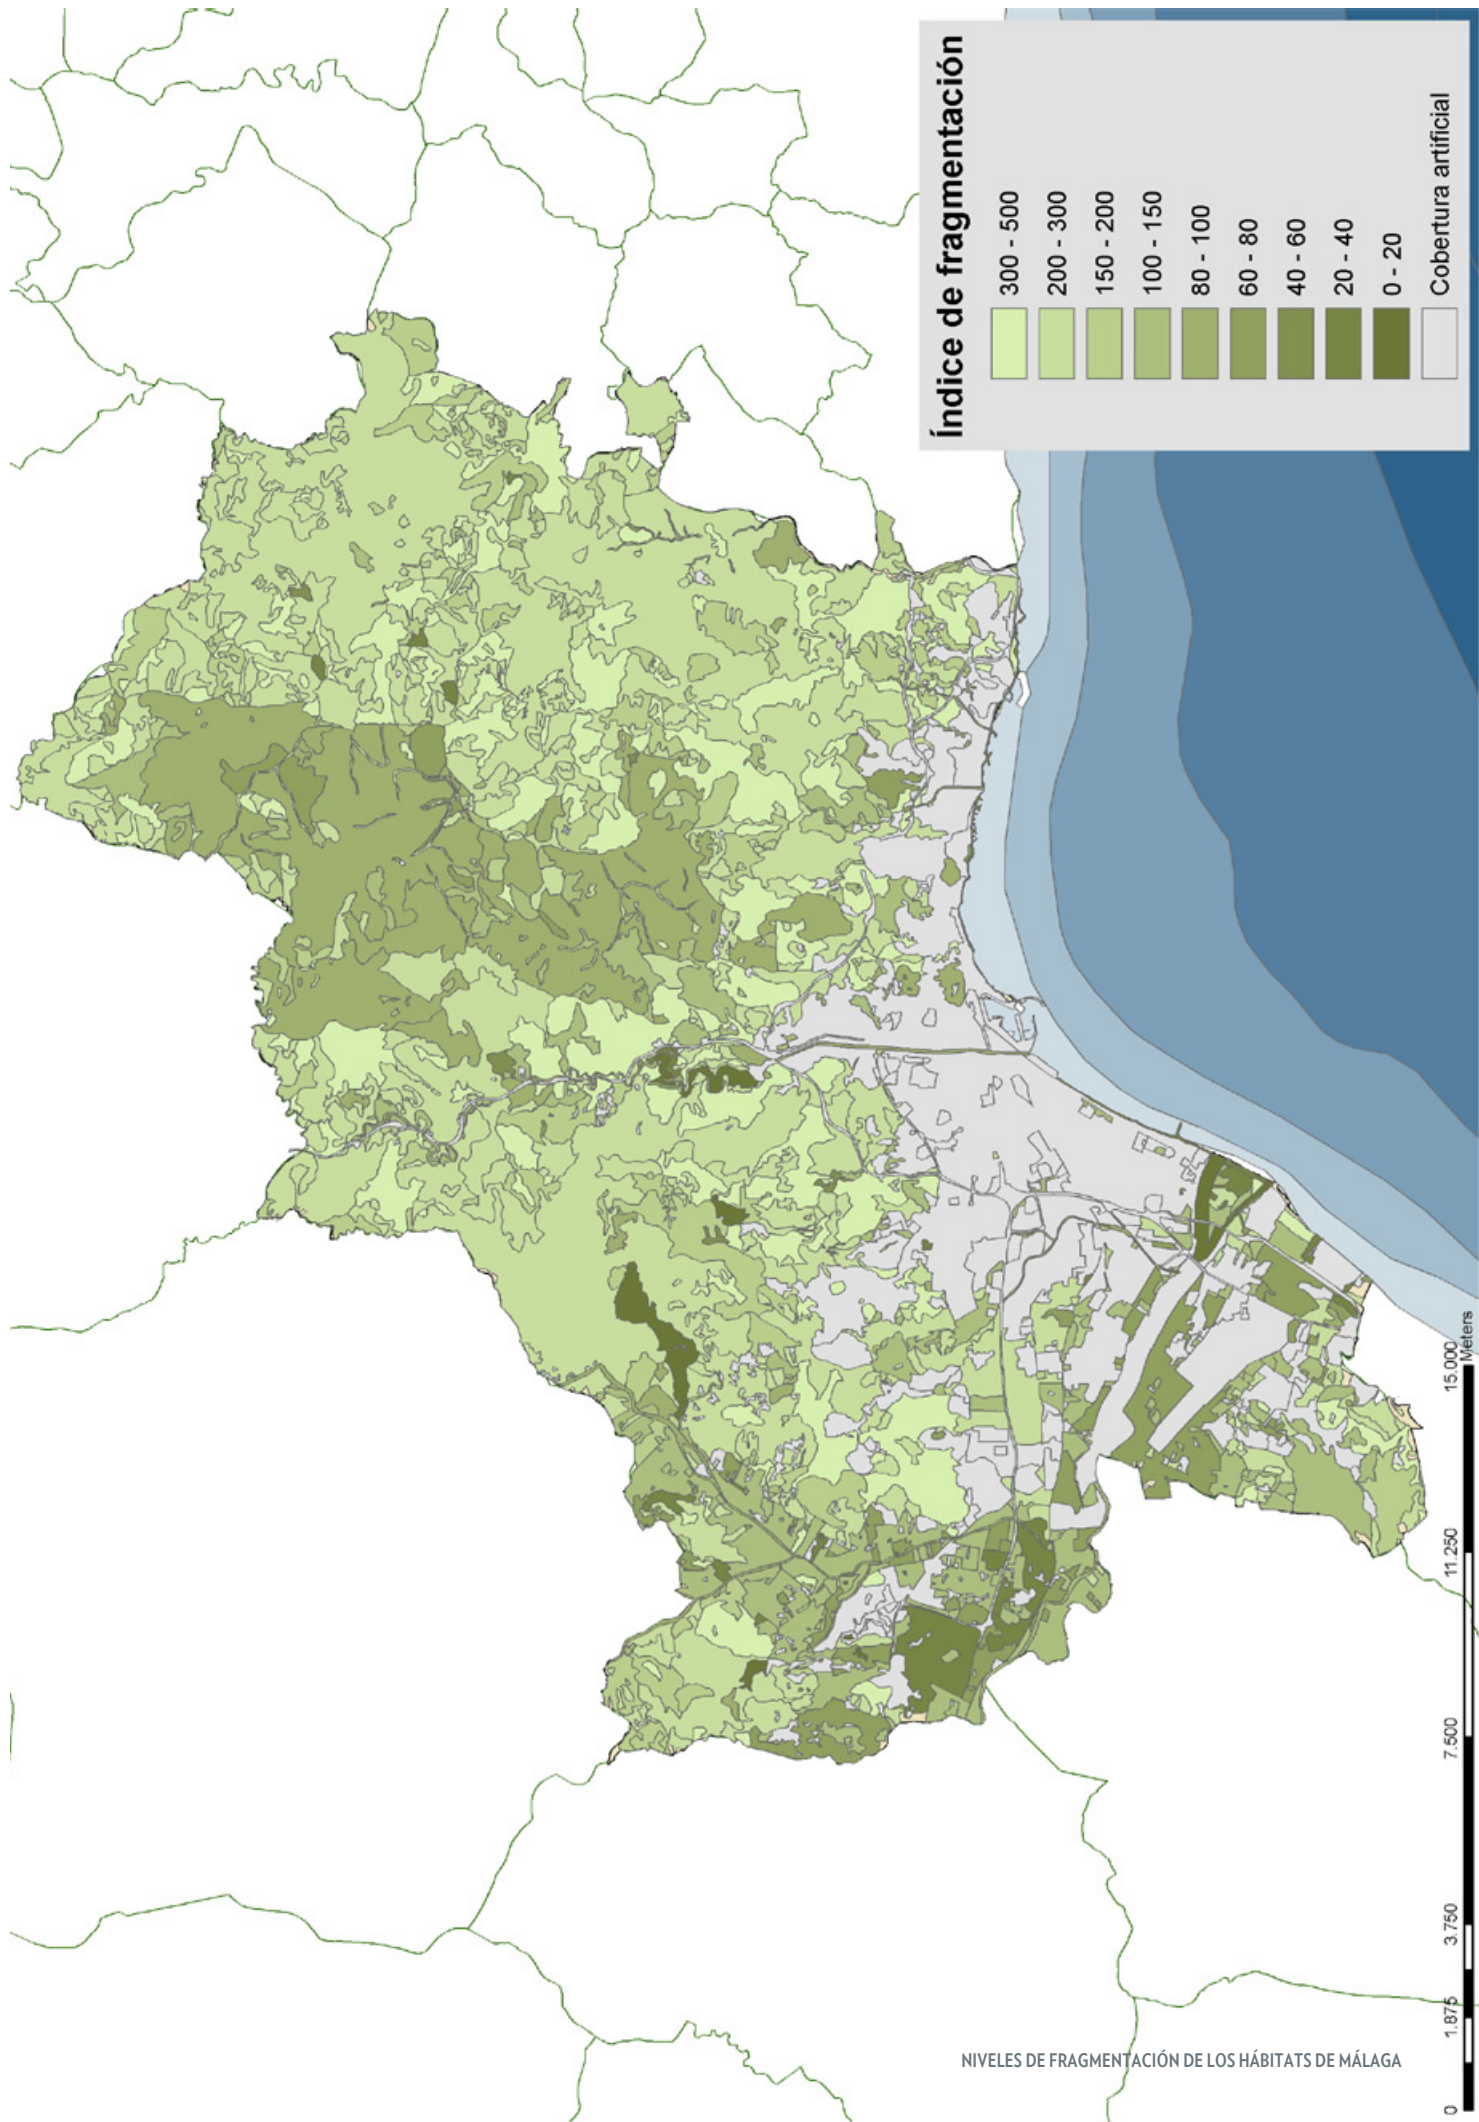 Índice de fragmentación
300 - 500
200 - 300
150 - 200
100 - 150
80 - 100
60 - 80
40 - 60
20 - 40
0 - 20
Cobertura artificial
0 1.875 3.750 7.500 11.250 15.000
Meters
NIVELES DE FRAGMENTACIÓN DE LOS HÁBITATS DE MÁLAGA